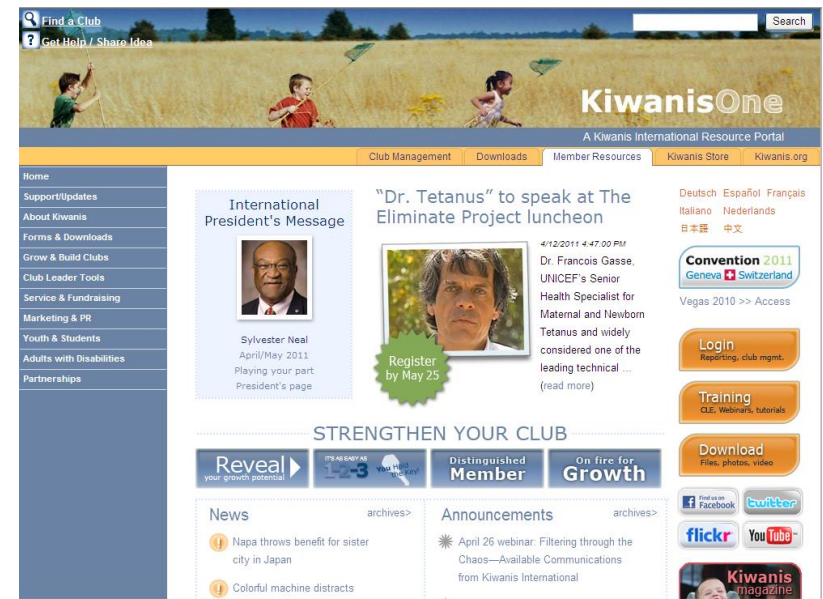 Find a Club
Search
Get Help / Share Idea
KiwanisOne
A Kiwanis International Resource Portal
Club Management Downloads Member Resources Kiwanis Store Kiwanis.org
Home
Support/Updates
About Kiwanis
Forms & Downloads
Grow & Build Clubs
Club Leader Tools
Service & Fundraising
Marketing & PR
Youth & Students
Adults with Disabilities
Partnerships
International
President's Message
Sylvester Neal
April/May 2011
Playing your part
President's page
“Dr. Tetanus” to speak at The
Eliminate Project luncheon
4/12/2011 4:47:00 PM
Dr. Francois Gasse,
UNICEF's Senior
Health Specialist for
Maternal and Newborn
Tetanus and widely
considered one of the
leading technical ...
(read more)
Register
by May 25
Deutsch Español Français
Italiano Nederlands
日本語 中文
Convention 2011
Geneva Switzerland
Vegas 2010 >> Access
Login
Reporting, club mgmt.
Training
CLE, Webinars, tutorials
Download
Files, photos, video
Find us on
Facebook
twitter
flickr
YouTube
Kiwanis
magazine
STRENGTHEN YOUR CLUB
Reveal
your growth potential
IT'S AS EASY AS
1-2-3
You Hold
the Key!
Distinguished
Member
On fire for
Growth
News archives>
Napa throws benefit for sister
city in Japan
Colorful machine distracts
Announcements archives>
April 26 webinar: Filtering through the
Chaos—Available Communications
from Kiwanis International